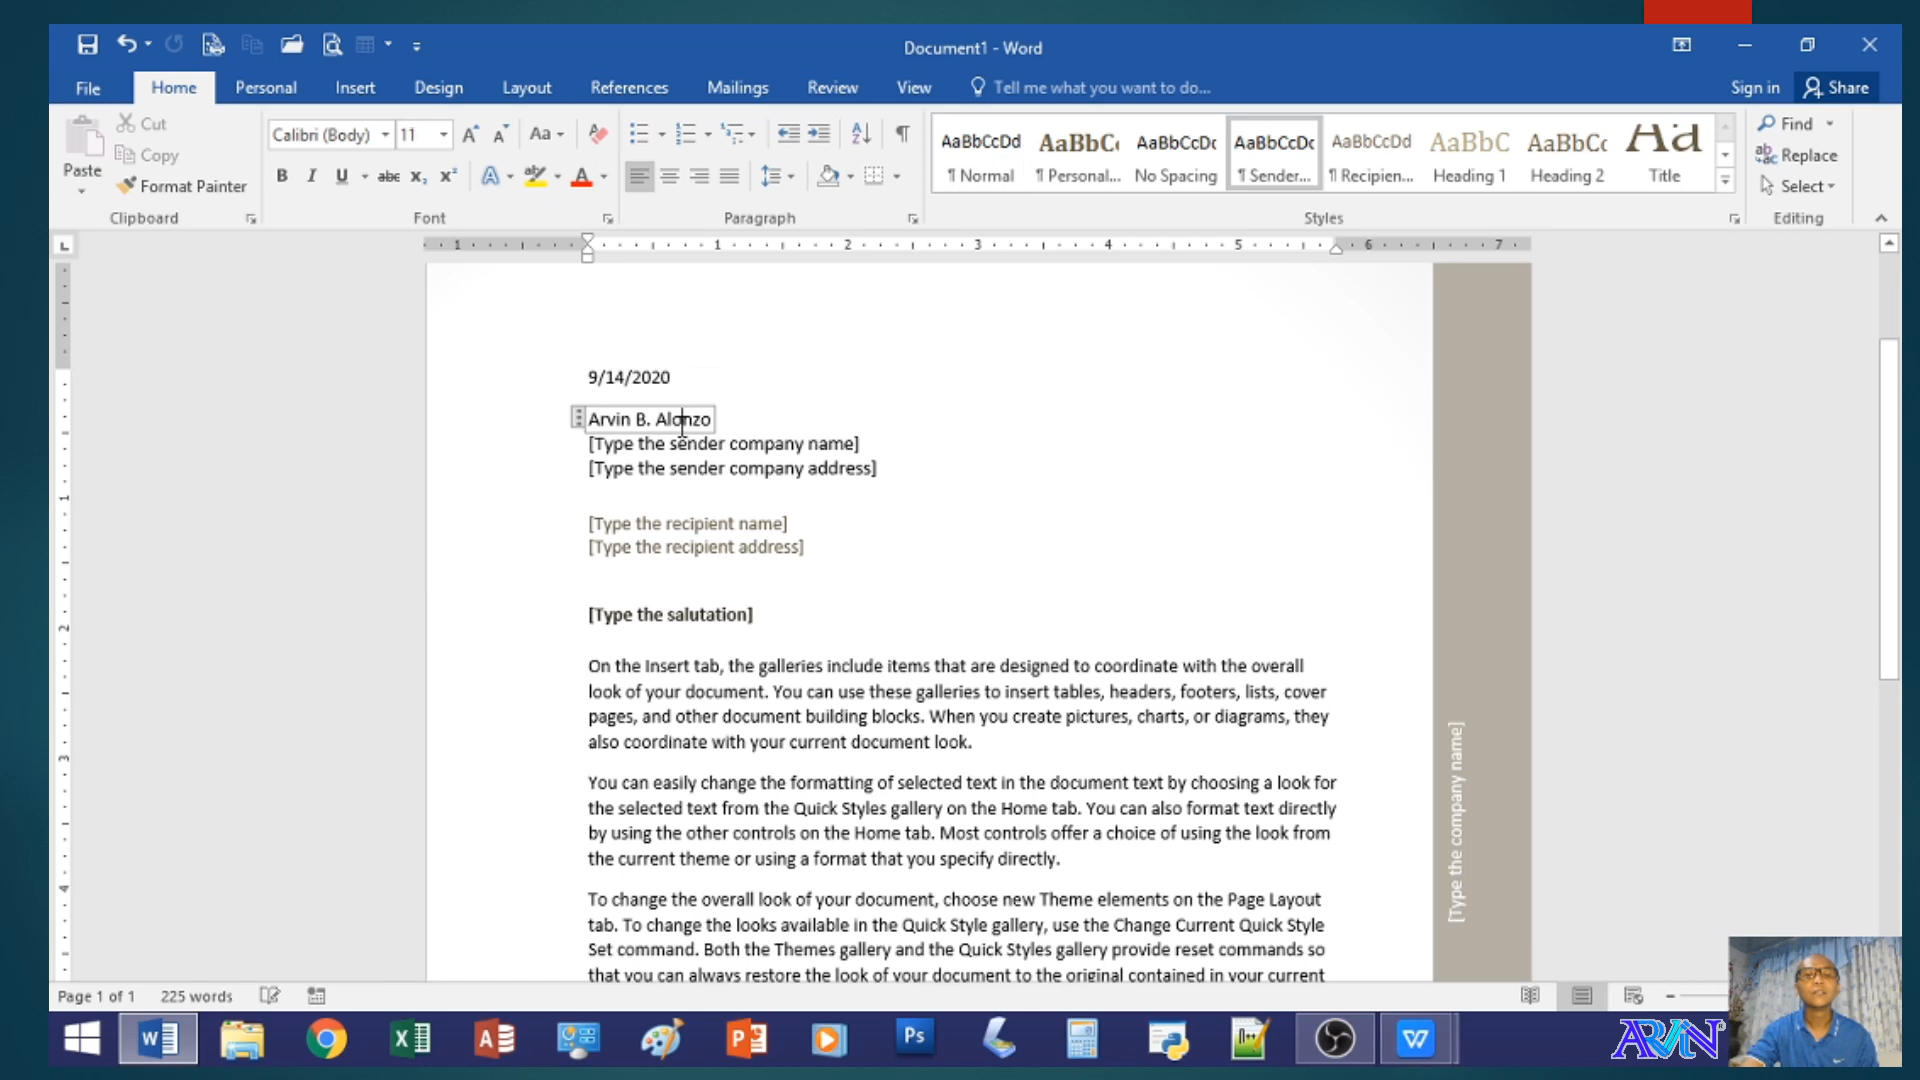 Document1 - Word
File Home Personal Insert Design Layout References Mailings Review View Tell me what you want to do... Sign in Share
Paste
Cut
Copy
Format Painter
Clipboard
Calibri (Body) 11
Font
Paragraph
AaBbCcDd AaBbC AaBbCcDc AaBbCcDc AaBbCcDd AaBbC AaBbCc Aa
¶ Normal ¶ Personal... No Spacing ¶ Sender... ¶ Recipien... Heading 1 Heading 2 Title
Styles
Find
Replace
Select
Editing
1 1 2 3 4 5 6 7
9/14/2020
Arvin B. Alonzo
[Type the sender company name]
[Type the sender company address]
[Type the recipient name]
[Type the recipient address]
[Type the salutation]
On the Insert tab, the galleries include items that are designed to coordinate with the overall
look of your document. You can use these galleries to insert tables, headers, footers, lists, cover
pages, and other document building blocks. When you create pictures, charts, or diagrams, they
also coordinate with your current document look.
You can easily change the formatting of selected text in the document text by choosing a look for
the selected text from the Quick Styles gallery on the Home tab. You can also format text directly
by using the other controls on the Home tab. Most controls offer a choice of using the look from
the current theme or using a format that you specify directly.
To change the overall look of your document, choose new Theme elements on the Page Layout
tab. To change the looks available in the Quick Style gallery, use the Change Current Quick Style
Set command. Both the Themes gallery and the Quick Styles gallery provide reset commands so
that you can always restore the look of your document to the original contained in your current
[Type the company name]
Page 1 of 1 225 words
ARVIN